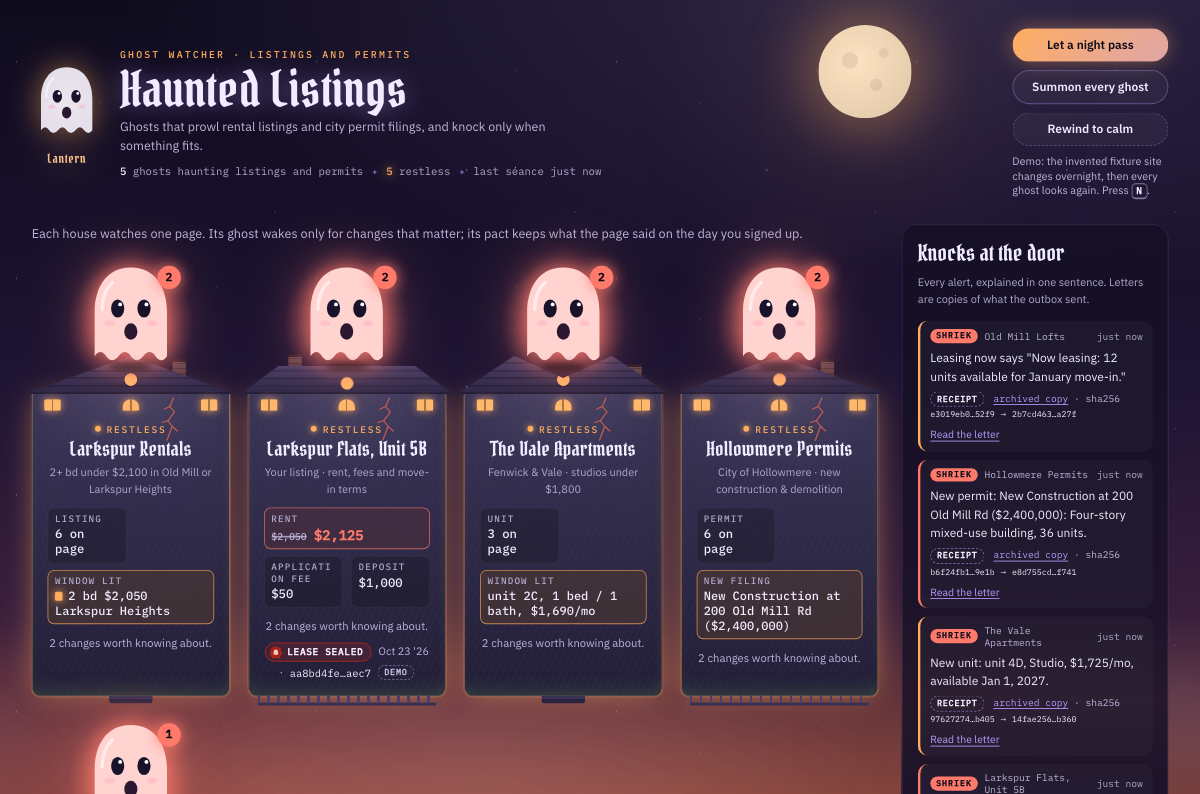 GHOST WATCHER · LISTINGS AND PERMITS
Haunted Listings
Ghosts that prowl rental listings and city permit filings, and knock only when
something fits.
5 ghosts haunting listings and permits ✦ 5 restless ✦ last séance just now
Lantern
Let a night pass
Summon every ghost
Rewind to calm
Demo: the invented fixture site
changes overnight, then every
ghost looks again. Press N.
Each house watches one page. Its ghost wakes only for changes that matter; its pact keeps what the page said on the day you signed up.
2
RESTLESS
Larkspur Rentals
2+ bd under $2,100 in Old Mill or
Larkspur Heights
LISTING
6 on
page
WINDOW LIT
2 bd $2,050
Larkspur Heights
2 changes worth knowing about.
2
RESTLESS
Larkspur Flats, Unit 5B
Your listing · rent, fees and move-
in terms
RENT
$2,050 $2,125
APPLICATI
ON FEE
$50
DEPOSIT
$1,000
2 changes worth knowing about.
LEASE SEALED Oct 23 '26
· aa8bd4fe…aec7 DEMO
2
RESTLESS
The Vale Apartments
Fenwick & Vale · studios under
$1,800
UNIT
3 on
page
WINDOW LIT
unit 2C, 1 bed / 1
bath, $1,690/mo
2 changes worth knowing about.
2
RESTLESS
Hollowmere Permits
City of Hollowmere · new
construction & demolition
PERMIT
6 on
page
NEW FILING
New Construction at
200 Old Mill Rd
($2,400,000)
2 changes worth knowing about.
1
Knocks at the door
Every alert, explained in one sentence. Letters
are copies of what the outbox sent.
SHRIEK Old Mill Lofts just now
Leasing now says "Now leasing: 12
units available for January move-in."
RECEIPT archived copy · sha256
e3019eb0…52f9 → 2b7cd463…a27f
Read the letter
SHRIEK Hollowmere Permits just now
New permit: New Construction at 200
Old Mill Rd ($2,400,000): Four-story
mixed-use building, 36 units.
RECEIPT archived copy · sha256
b6f24fb1…9e1b → e8d755cd…f741
Read the letter
SHRIEK The Vale
Apartments just now
New unit: unit 4D, Studio, $1,725/mo,
available Jan 1, 2027.
RECEIPT archived copy · sha256
97627274…b405 → 14fae256…b360
Read the letter
SHRIEK Larkspur Flats,
Unit 5B just now